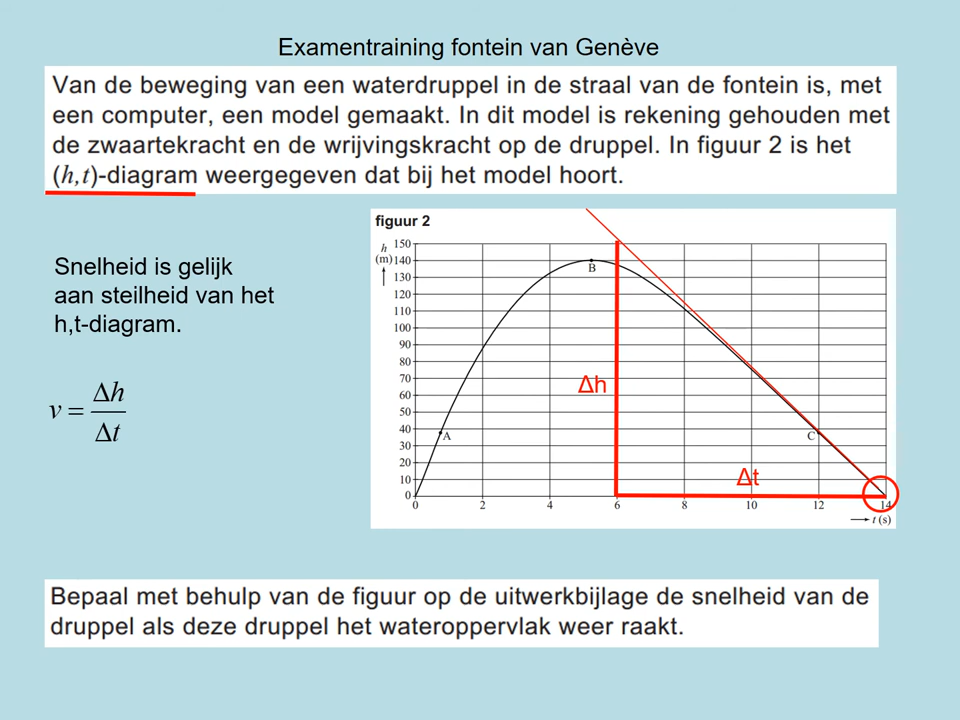 Examentraining fontein van Genève
Van de beweging van een waterdruppel in de straal van de fontein is, met
een computer, een model gemaakt. In dit model is rekening gehouden met
de zwaartekracht en de wrijvingskracht op de druppel. In figuur 2 is het
(h,t)-diagram weergegeven dat bij het model hoort.
Snelheid is gelijk
aan steilheid van het
h,t-diagram.
v = Δh/Δt
figuur 2
h
(m)
150
140
130
120
110
100
90
80
70
60
50
40
30
20
10
0
B
Δh
A
C
Δt
0 2 4 6 8 10 12 14
t (s)
Bepaal met behulp van de figuur op de uitwerkbijlage de snelheid van de
druppel als deze druppel het wateroppervlak weer raakt.